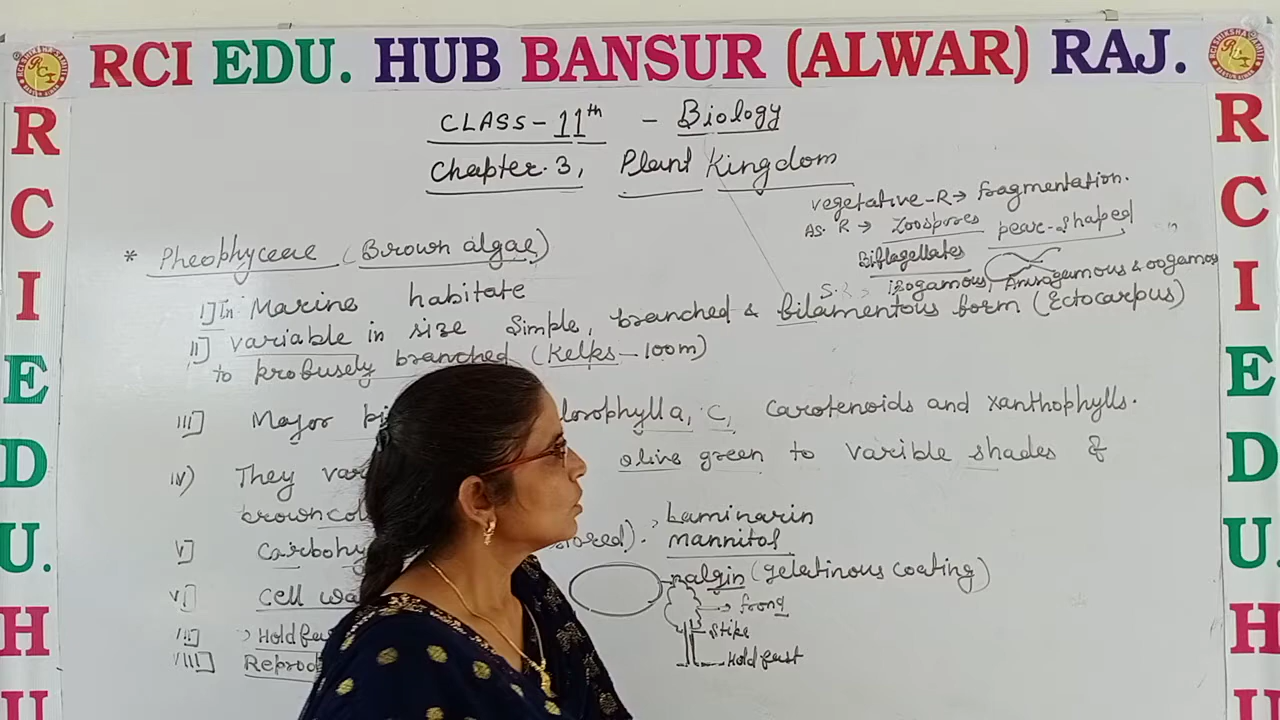 RCI EDU. HUB BANSUR (ALWAR) RAJ.
CLASS-11th - Biology
Chapter.3, Plant Kingdom
vegetative-R→ fragmentation.
As. R → Zoospores pear-shaped
Biflagellates
S.R→ isogamous, Anisogamous & oogamous
* Pheophyceae (Brown algae)
I] In Marine habitate
II] variable in size Simple, branched & filamentous form (Ectocarpus)
to profusely branched (Kelps-100m)
III] Major pi lorophyll a, c, carotenoids and xanthophylls.
IV) They var olive green to varible shades of
brown col
V] Carbohy stored). Laminarin
mannitol
VI] Cell wa algin (gelatinous coating)
→ frond
Stipe
VII] Holdfas Hold fast
VIII] Reprod
R
C
I
E
D
U.
H
U
R
C
I
E
D
U.
H
U